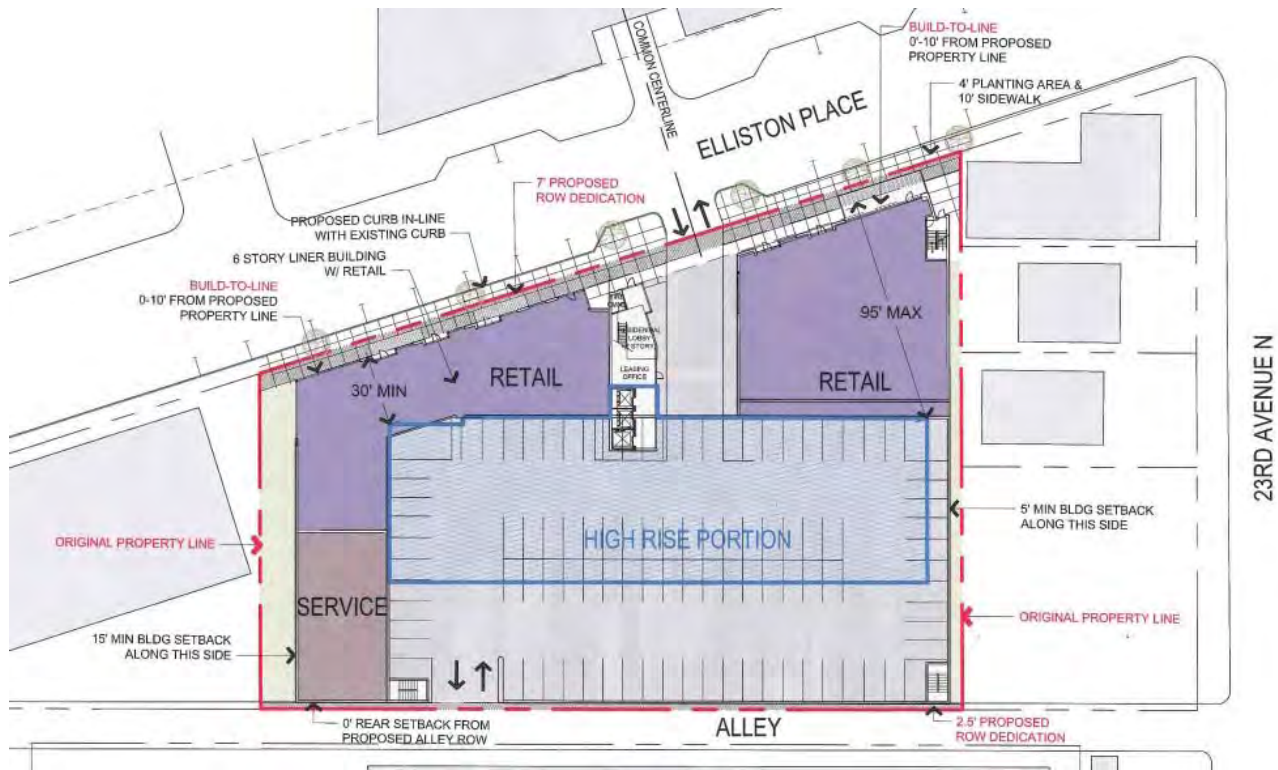 COMMON CENTERLINE
BUILD-TO-LINE
0'-10' FROM PROPOSED
PROPERTY LINE
4' PLANTING AREA &
10' SIDEWALK
ELLISTON PLACE
7' PROPOSED
ROW DEDICATION
PROPOSED CURB IN-LINE
WITH EXISTING CURB
6 STORY LINER BUILDING
W/ RETAIL
BUILD-TO-LINE
0-10' FROM PROPOSED
PROPERTY LINE
LOBBY
LEASING
OFFICE
95' MAX
30' MIN
RETAIL
RETAIL
23RD AVENUE N
5' MIN BLDG SETBACK
ALONG THIS SIDE
ORIGINAL PROPERTY LINE
HIGH RISE PORTION
SERVICE
ORIGINAL PROPERTY LINE
15' MIN BLDG SETBACK
ALONG THIS SIDE
0' REAR SETBACK FROM
PROPOSED ALLEY ROW
ALLEY
2.5' PROPOSED
ROW DEDICATION